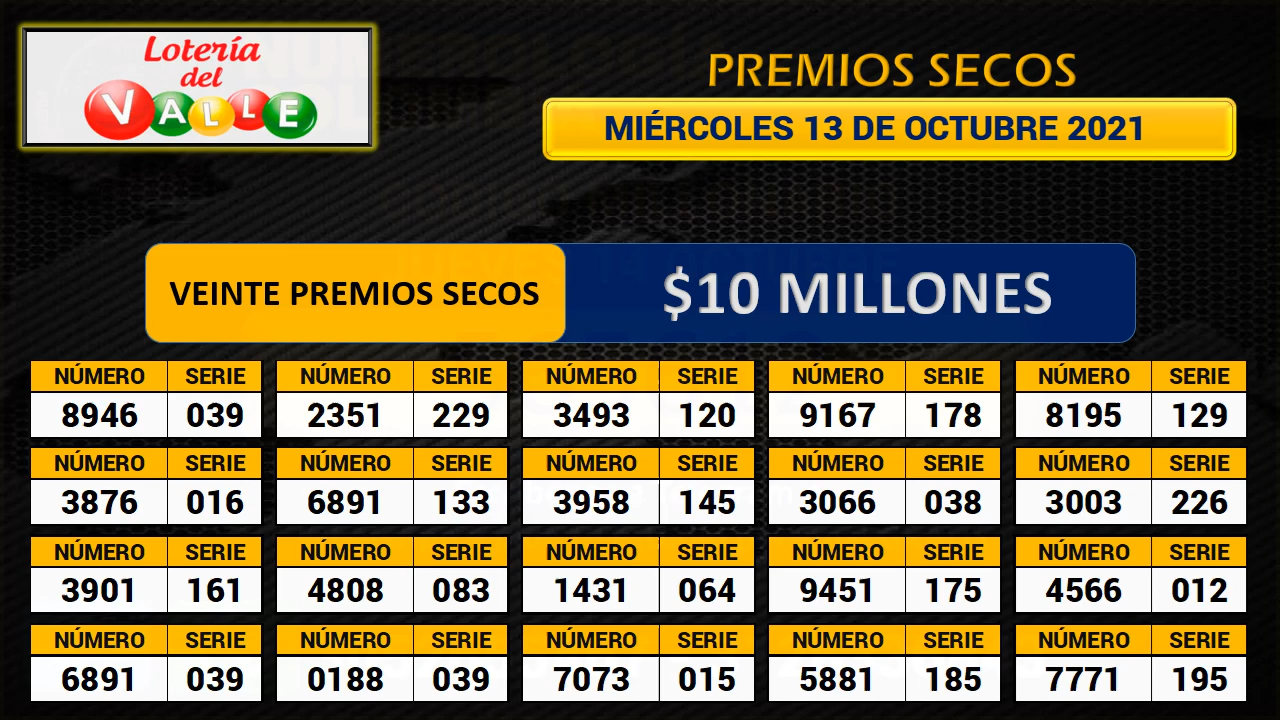 Lotería
del
VALLE
PREMIOS SECOS
MIÉRCOLES 13 DE OCTUBRE 2021
VEINTE PREMIOS SECOS $10 MILLONES
NÚMERO SERIE NÚMERO SERIE NÚMERO SERIE NÚMERO SERIE NÚMERO SERIE
8946 039 2351 229 3493 120 9167 178 8195 129
NÚMERO SERIE NÚMERO SERIE NÚMERO SERIE NÚMERO SERIE NÚMERO SERIE
3876 016 6891 133 3958 145 3066 038 3003 226
NÚMERO SERIE NÚMERO SERIE NÚMERO SERIE NÚMERO SERIE NÚMERO SERIE
3901 161 4808 083 1431 064 9451 175 4566 012
NÚMERO SERIE NÚMERO SERIE NÚMERO SERIE NÚMERO SERIE NÚMERO SERIE
6891 039 0188 039 7073 015 5881 185 7771 195